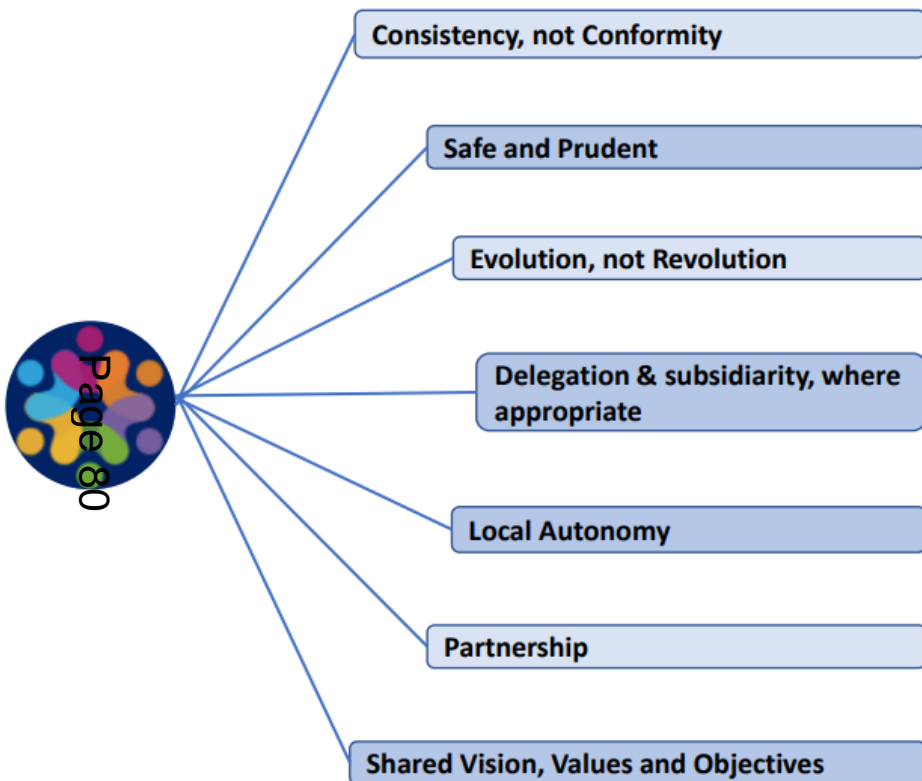 Consistency, not Conformity
Safe and Prudent
Evolution, not Revolution
Page 80
Delegation & subsidiarity, where
appropriate
Local Autonomy
Partnership
Shared Vision, Values and Objectives